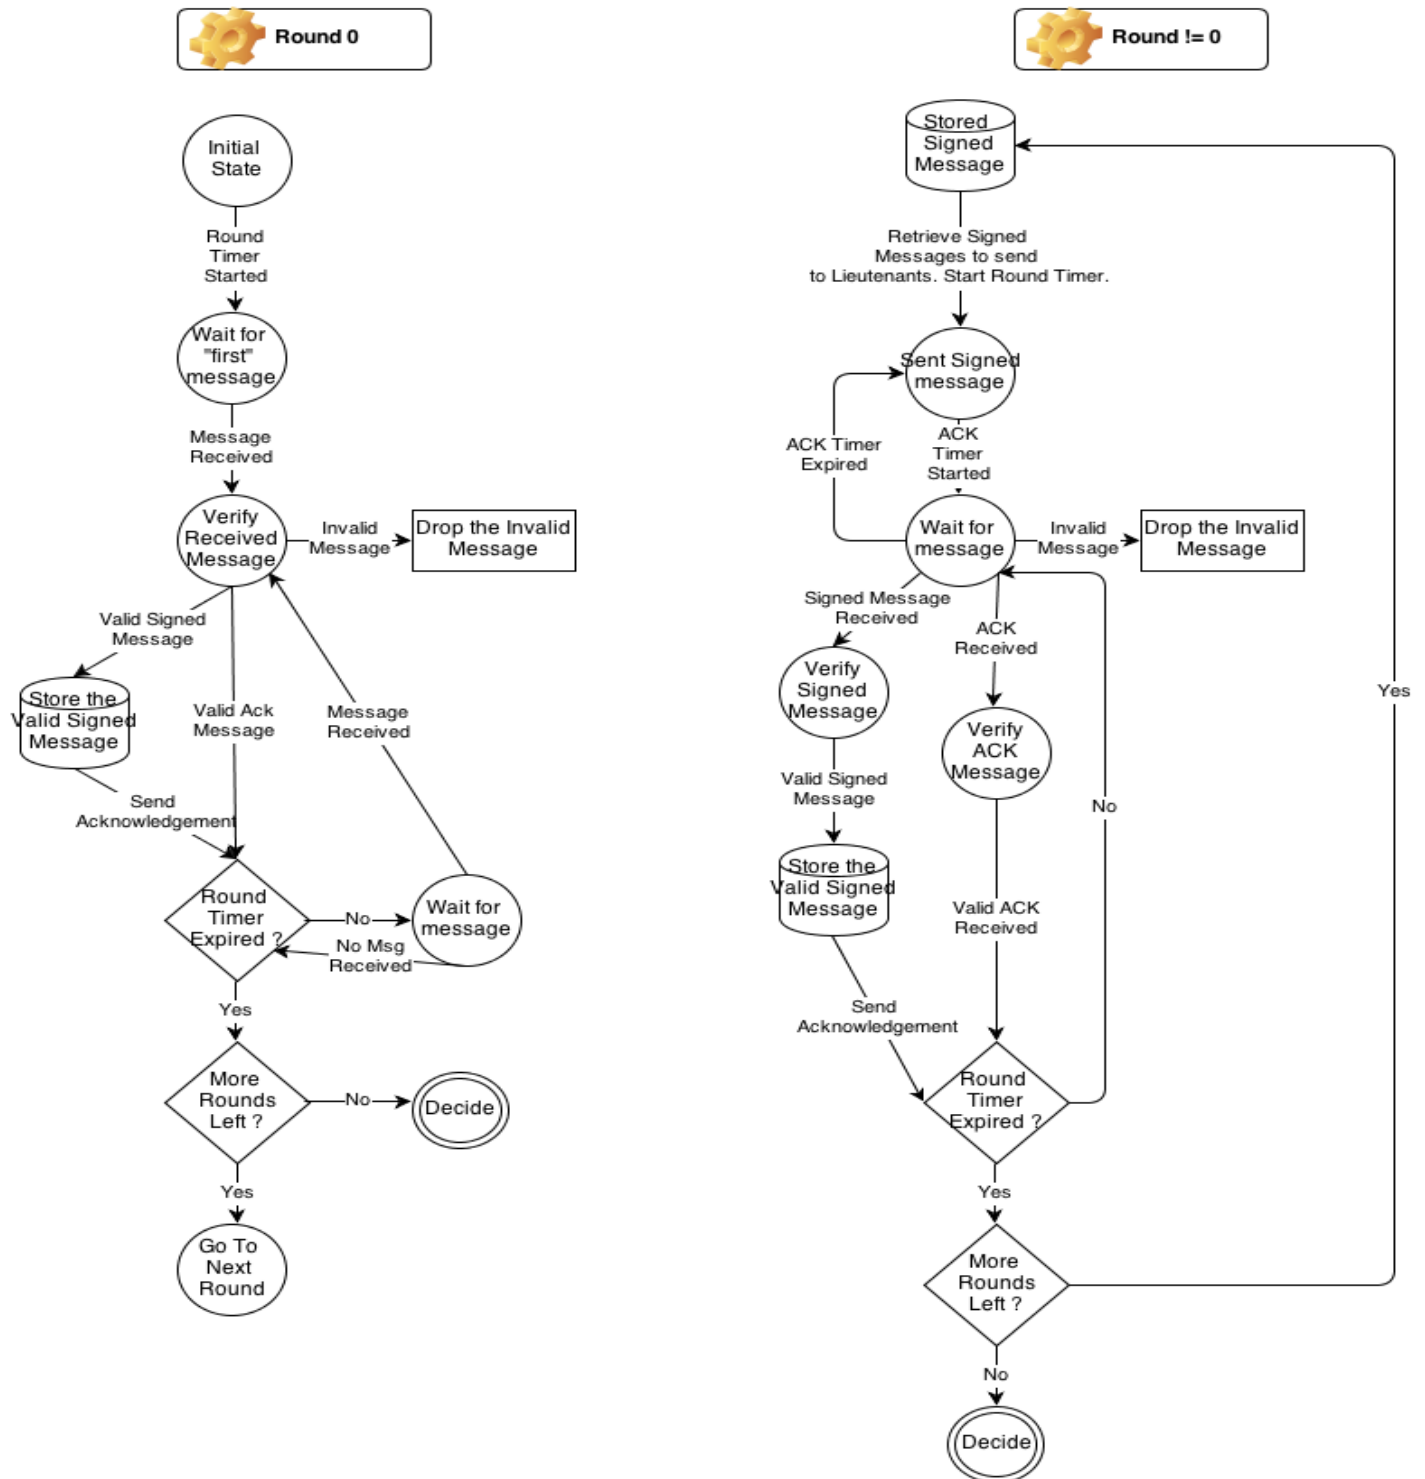 Round 0
Initial
State
Round
Timer
Started
Wait for
"first"
message
Message
Received
Verify
Received
Message
Invalid
Message
Drop the Invalid
Message
Valid Signed
Message
Store the
Valid Signed
Message
Valid Ack
Message
Message
Received
Send
Acknowledgement
Round
Timer
Expired ?
No
Wait for
message
No Msg
Received
Yes
More
Rounds
Left ?
No
Decide
Yes
Go To
Next
Round
Round != 0
Stored
Signed
Message
Retrieve Signed
Messages to send
to Lieutenants. Start Round Timer.
Sent Signed
message
ACK Timer
Expired
ACK
Timer
Started
Wait for
message
Invalid
Message
Drop the Invalid
Message
Signed Message
Received
ACK
Received
Verify
Signed
Message
Verify
ACK
Message
Valid Signed
Message
No
Yes
Store the
Valid Signed
Message
Valid ACK
Received
Send
Acknowledgement
Round
Timer
Expired ?
Yes
More
Rounds
Left ?
No
Decide